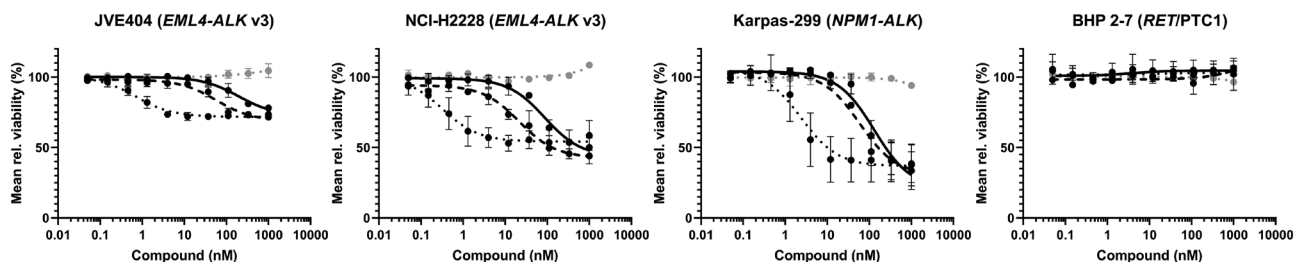 JVE404 (EML4-ALK v3)
Mean rel. viability (%)
100
50
0
0.01 0.1 1 10 100 1000 10000
Compound (nM)
NCI-H2228 (EML4-ALK v3)
Mean rel. viability (%)
100
50
0
0.01 0.1 1 10 100 1000 10000
Compound (nM)
Karpas-299 (NPM1-ALK)
Mean rel. viability (%)
100
50
0
0.01 0.1 1 10 100 1000 10000
Compound (nM)
BHP 2-7 (RET/PTC1)
Mean rel. viability (%)
100
50
0
0.01 0.1 1 10 100 1000 10000
Compound (nM)